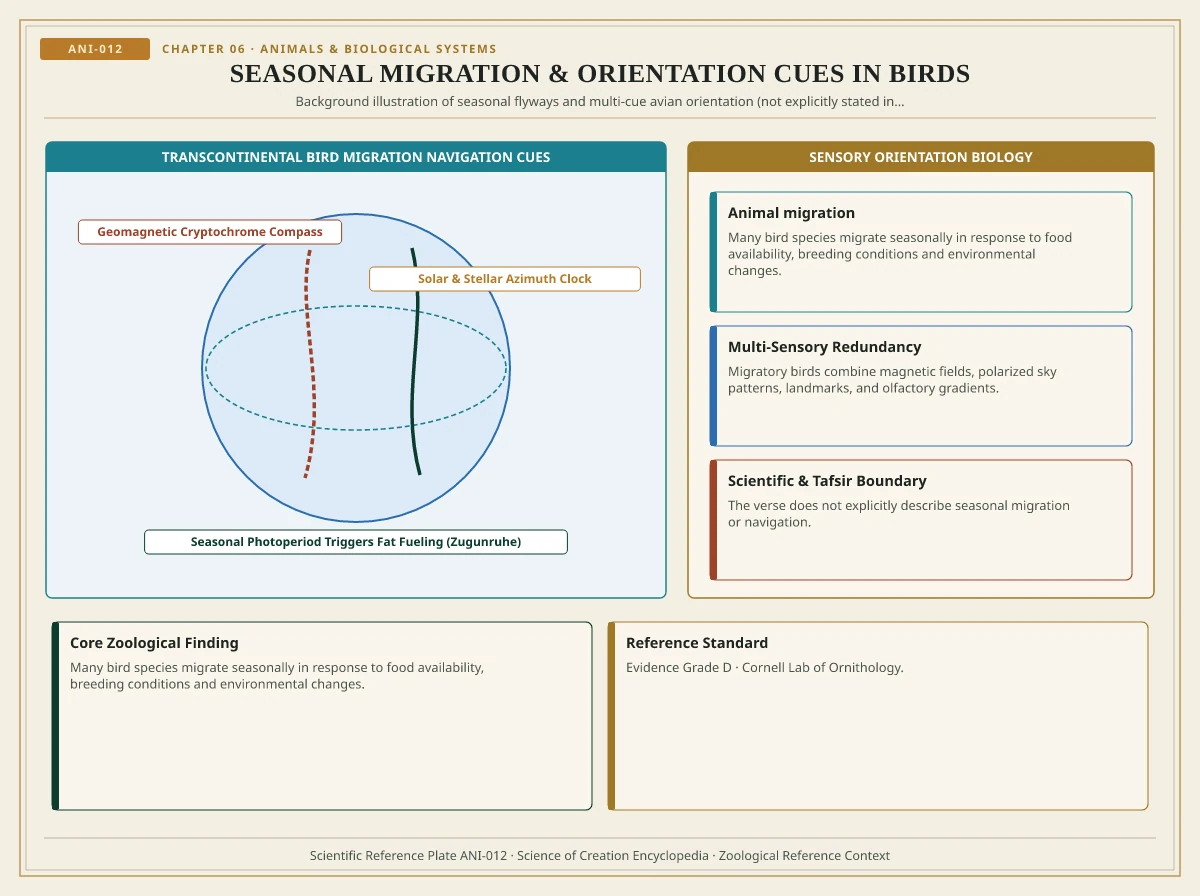 ANI-012
CHAPTER 06 · ANIMALS & BIOLOGICAL SYSTEMS
SEASONAL MIGRATION & ORIENTATION CUES IN BIRDS
Background illustration of seasonal flyways and multi-cue avian orientation (not explicitly stated in...
TRANSCONTINENTAL BIRD MIGRATION NAVIGATION CUES
Geomagnetic Cryptochrome Compass
Solar & Stellar Azimuth Clock
Seasonal Photoperiod Triggers Fat Fueling (Zugunruhe)
SENSORY ORIENTATION BIOLOGY
Animal migration
Many bird species migrate seasonally in response to food
availability, breeding conditions and environmental
changes.
Multi-Sensory Redundancy
Migratory birds combine magnetic fields, polarized sky
patterns, landmarks, and olfactory gradients.
Scientific & Tafsir Boundary
The verse does not explicitly describe seasonal migration
or navigation.
Core Zoological Finding
Many bird species migrate seasonally in response to food availability,
breeding conditions and environmental changes.
Reference Standard
Evidence Grade D · Cornell Lab of Ornithology.
Scientific Reference Plate ANI-012 · Science of Creation Encyclopedia · Zoological Reference Context